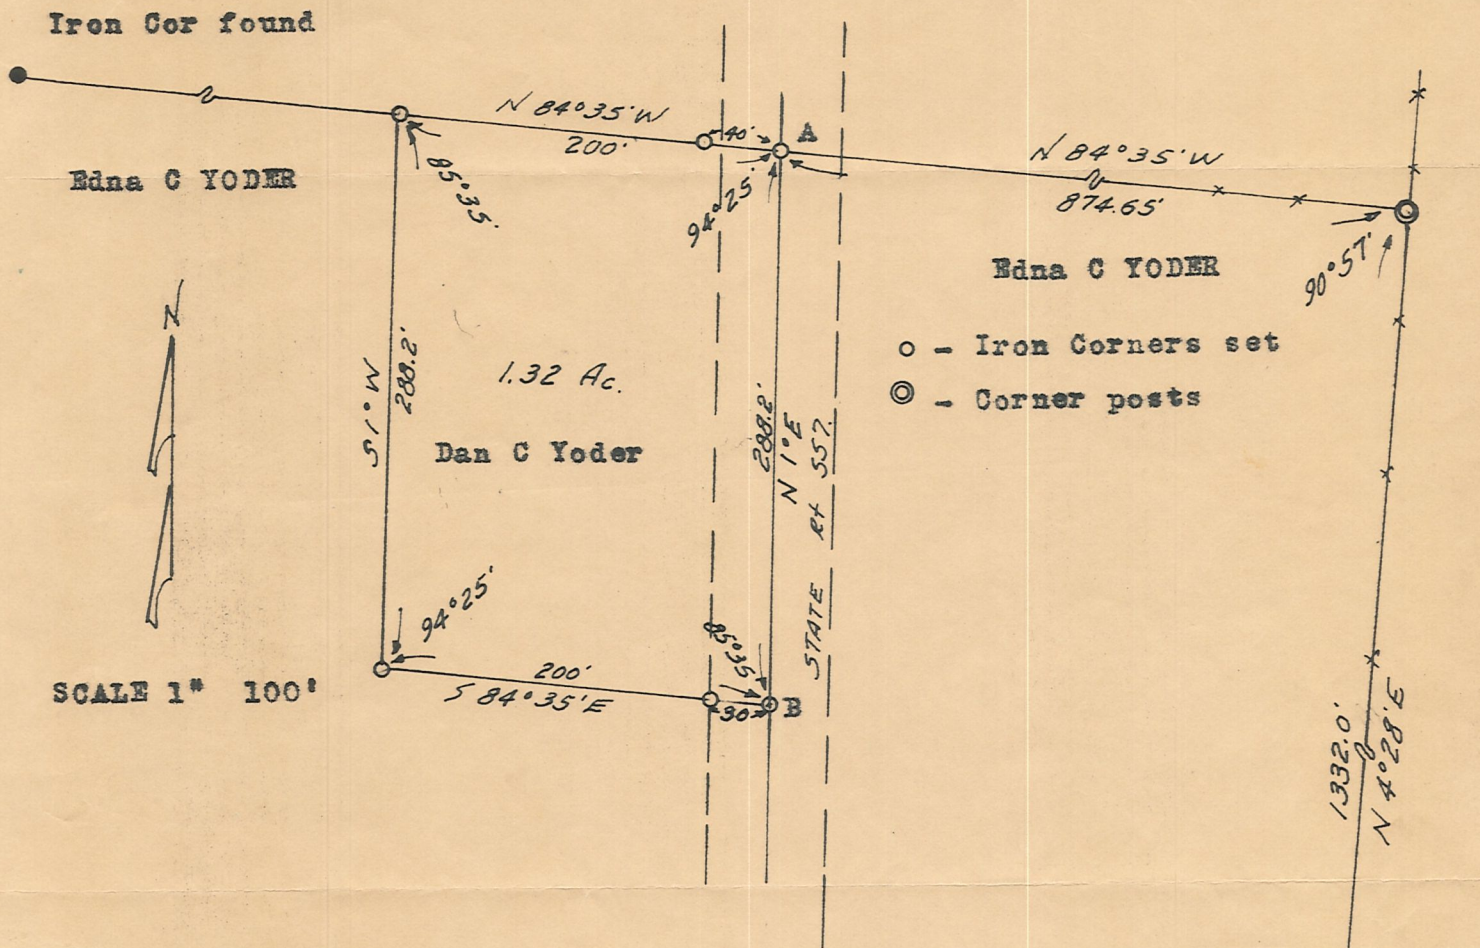 Iron Cor found
N 84°35'W
200'
40'
A
N 84°35'W
874.65'
Edna C YODER
85°35'
94°25'
Edna C YODER
90°57'
O - Iron Corners set
◎ - Corner posts
N
S 1° W
288.2'
1.32 Ac.
Dan C Yoder
288.2'
N 1° E
STATE Rt 557.
94°25'
85°35'
SCALE 1" 100'
200'
S 84°35'E
30
B
1332.0'
N 4°28'E